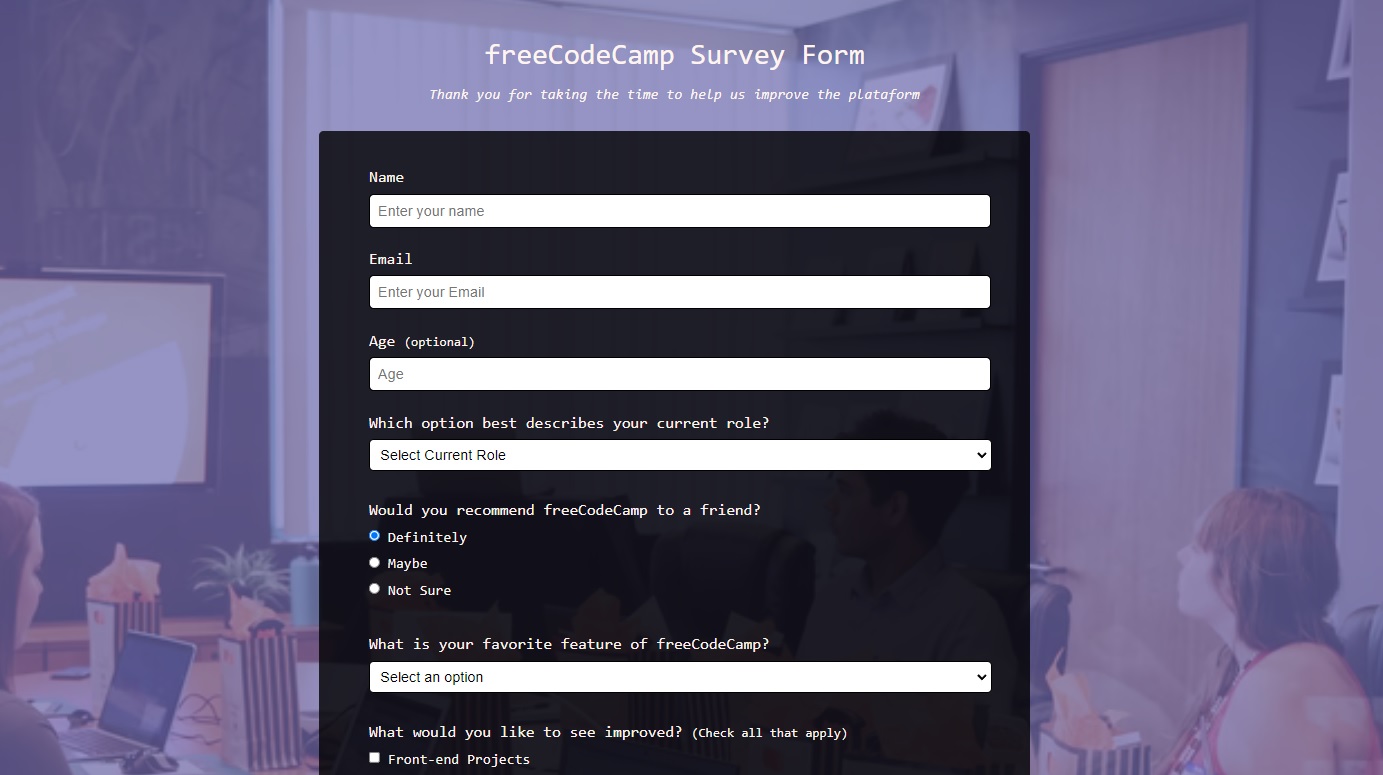 freeCodeCamp Survey Form
Thank you for taking the time to help us improve the plataform
Name
Enter your name
Email
Enter your Email
Age (optional)
Age
Which option best describes your current role?
Select Current Role
Would you recommend freeCodeCamp to a friend?
Definitely
Maybe
Not Sure
What is your favorite feature of freeCodeCamp?
Select an option
What would you like to see improved? (Check all that apply)
Front-end Projects